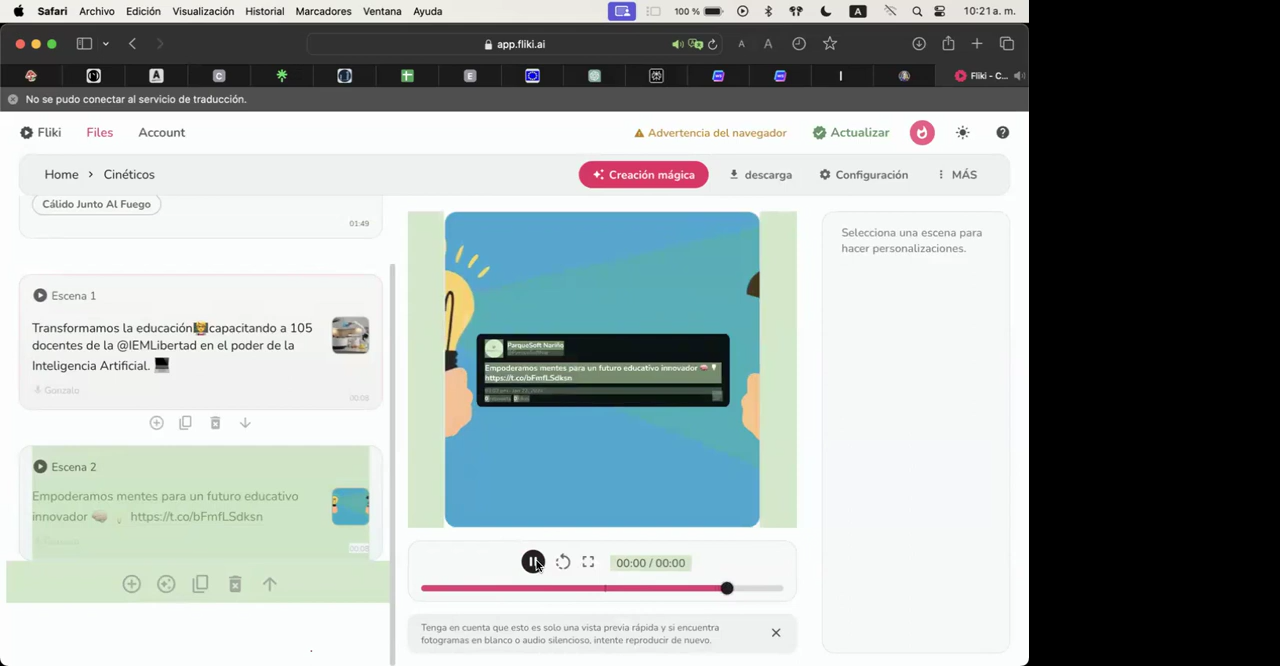 Safari Archivo Edición Visualización Historial Marcadores Ventana Ayuda 100 % A 10:21 a. m.
app.fliki.ai A A
A C E I Fliki - C...
No se pudo conectar al servicio de traducción.
Fliki Files Account Advertencia del navegador Actualizar
Home > Cinéticos Creación mágica descarga Configuración MÁS
Cálido Junto Al Fuego
01:49
Selecciona una escena para
hacer personalizaciones.
Escena 1
Transformamos la educación👩‍🏫capacitando a 105
docentes de la @IEMLibertad en el poder de la
Inteligencia Artificial. 💻
Gonzalo 00:08
Escena 2
Empoderamos mentes para un futuro educativo
innovador 🧠 💡 https://t.co/bFmfLSdksn
00:08
ParqueSoft Nariño
Empoderamos mentes para un futuro educativo innovador 🧠 💡
https://t.co/bFmfLSdksn
00:00 / 00:00
Tenga en cuenta que esto es solo una vista previa rápida y si encuentra
fotogramas en blanco o audio silencioso, intente reproducir de nuevo.